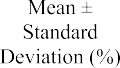 Mean ±
Standard
Deviation (%)